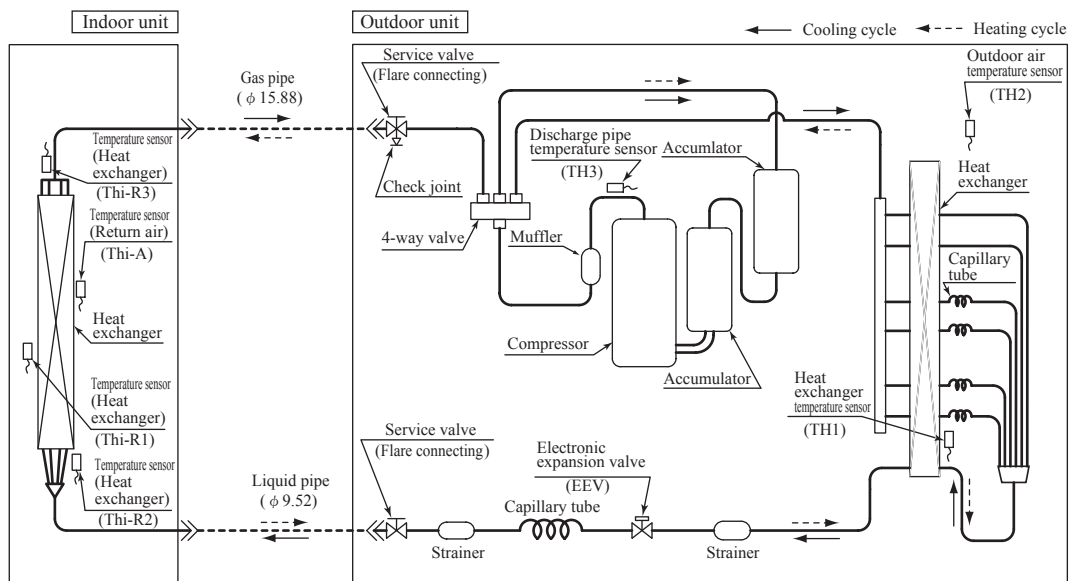 Indoor unit
Outdoor unit
Cooling cycle
Heating cycle
Service valve
(Flare connecting)
Outdoor air
temperature sensor
(TH2)
Gas pipe
( ϕ 15.88)
Discharge pipe
temperature sensor
(TH3)
Accumlator
Temperature sensor
(Heat
exchanger)
(Thi-R3)
Check joint
Heat
exchanger
Temperature sensor
(Return air)
(Thi-A)
4-way valve
Muffler
Capillary
tube
Heat
exchanger
Compressor
Accumulator
Temperature sensor
(Heat
exchanger)
(Thi-R1)
Heat
exchanger
temperature sensor
(TH1)
Service valve
(Flare connecting)
Electronic
expansion valve
(EEV)
Temperature sensor
(Heat
exchanger)
(Thi-R2)
Liquid pipe
( ϕ 9.52)
Capillary tube
Strainer
Strainer